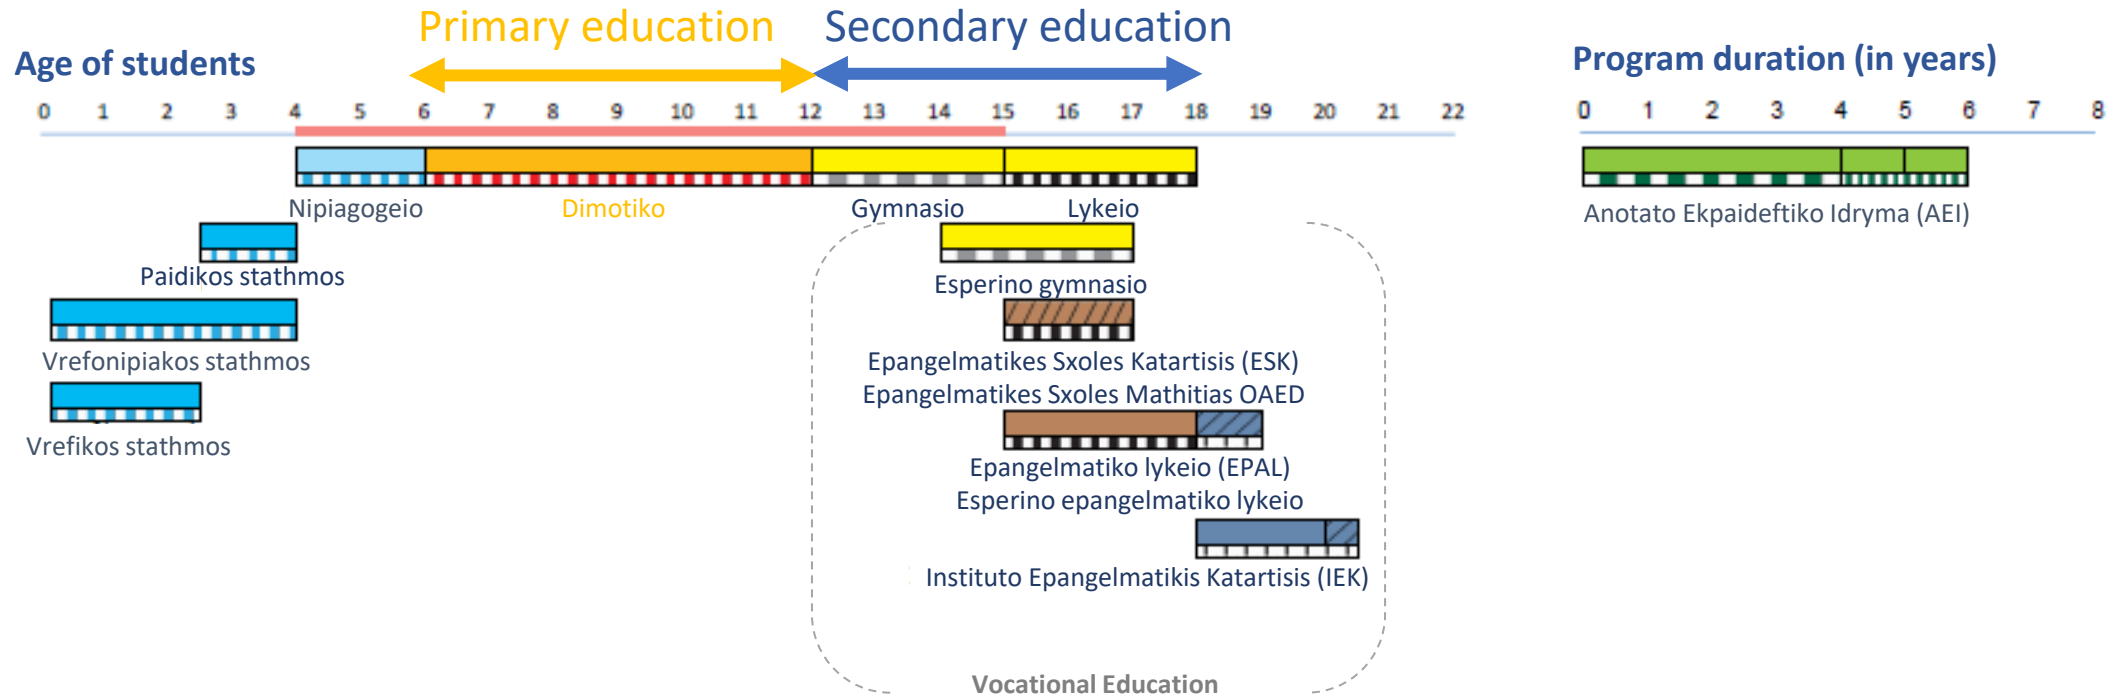 Primary education
Secondary education
Age of students
Program duration (in years)
0 1 2 3 4 5 6 7 8 9 10 11 12 13 14 15 16 17 18 19 20 21 22
0 1 2 3 4 5 6 7 8
Nipiagogeio
Dimotiko
Gymnasio
Lykeio
Anotato Ekpaideftiko Idryma (AEI)
Paidikos stathmos
Esperino gymnasio
Vrefonipiakos stathmos
Epangelmatikes Sxoles Katartisis (ESK)
Epangelmatikes Sxoles Mathitias OAED
Vrefikos stathmos
Epangelmatiko lykeio (EPAL)
Esperino epangelmatiko lykeio
Instituto Epangelmatikis Katartisis (IEK)
Vocational Education